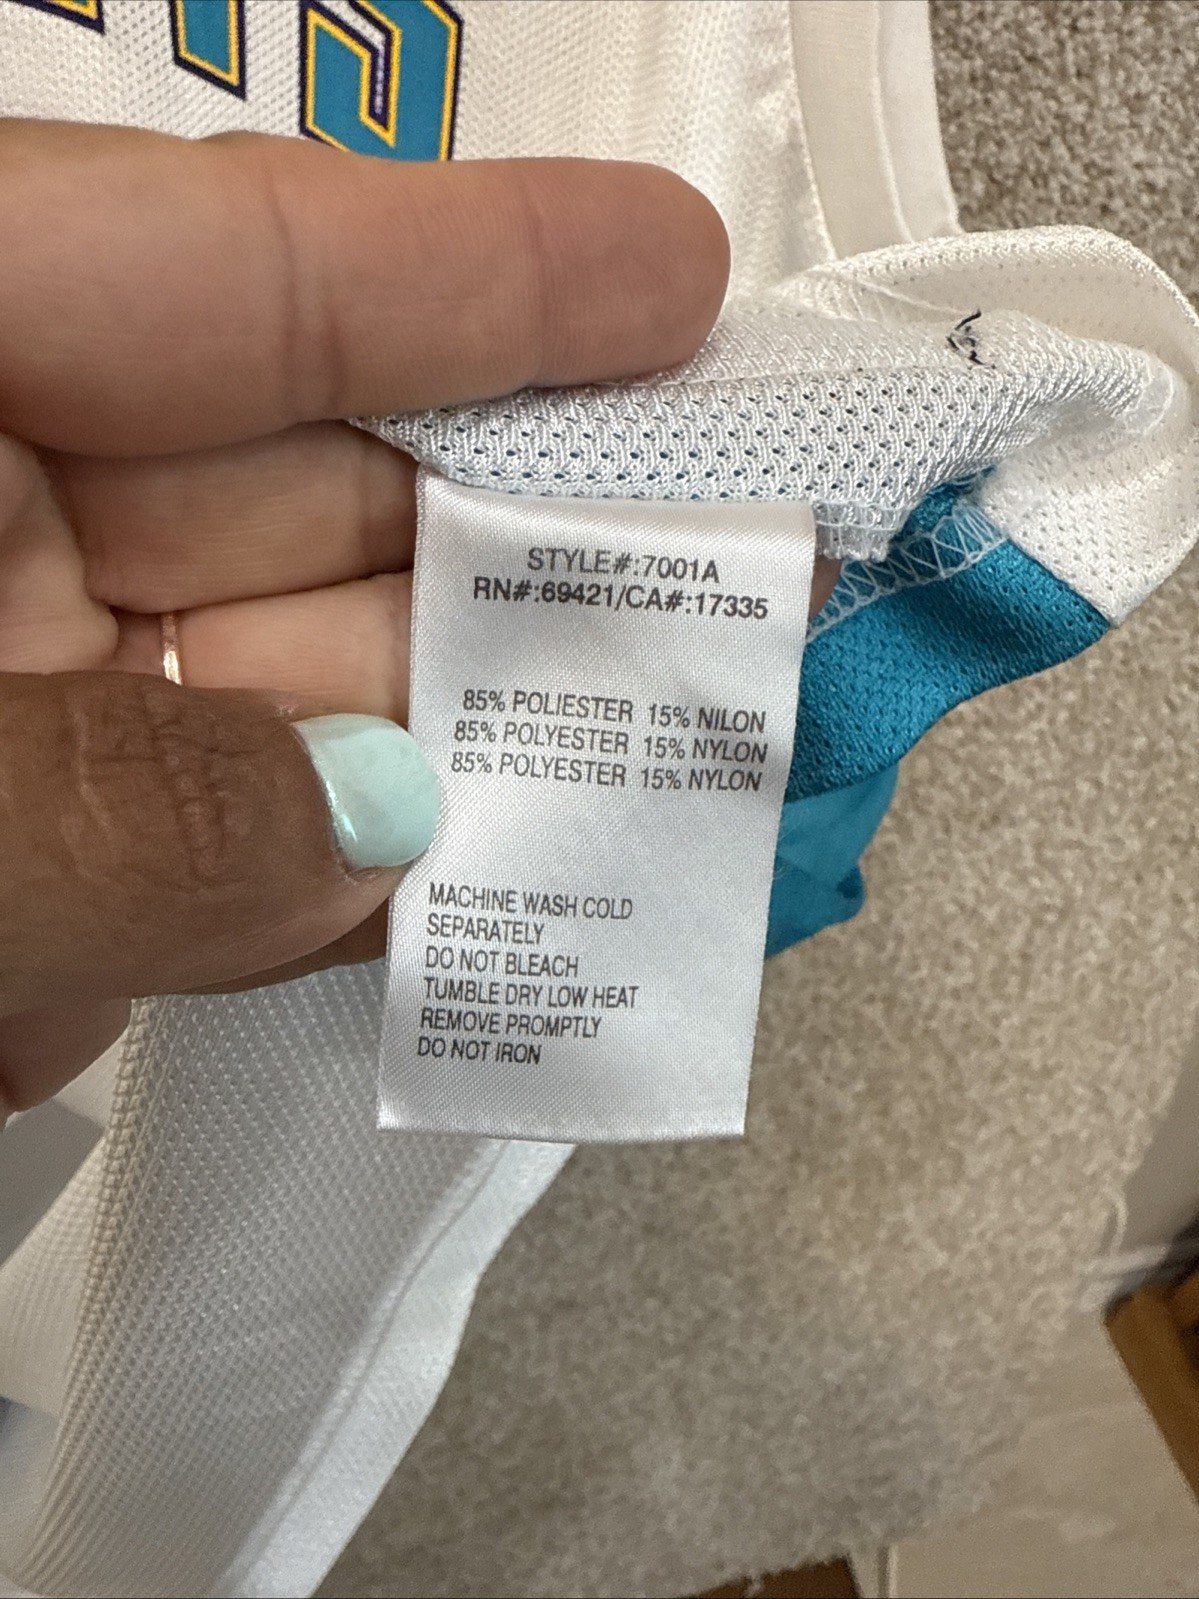 STYLE#:7001A
RN#:69421/CA#:17335
85% POLIESTER 15% NILON
85% POLYESTER 15% NYLON
85% POLYESTER 15% NYLON
MACHINE WASH COLD
SEPARATELY
DO NOT BLEACH
TUMBLE DRY LOW HEAT
REMOVE PROMPTLY
DO NOT IRON